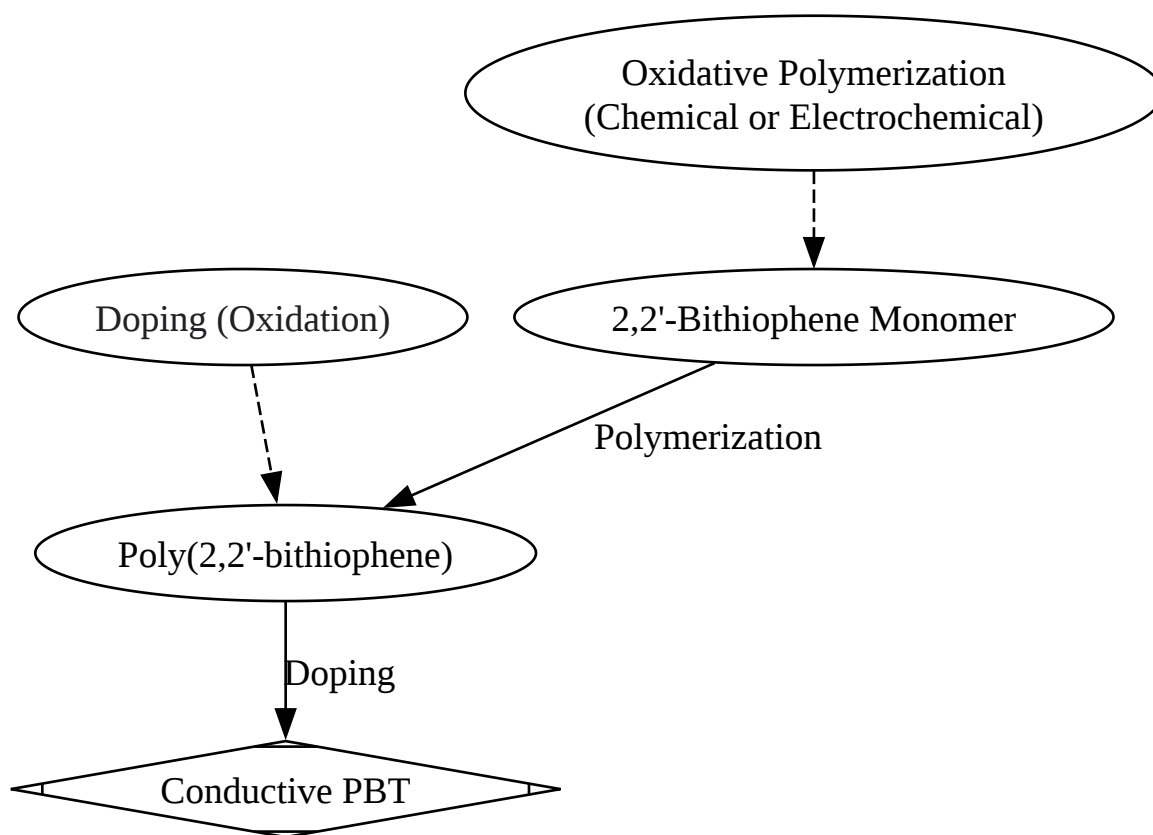 Oxidative Polymerization
(Chemical or Electrochemical)
Doping (Oxidation)
2,2'-Bithiophene Monomer
Polymerization
Poly(2,2'-bithiophene)
Doping
Conductive PBT